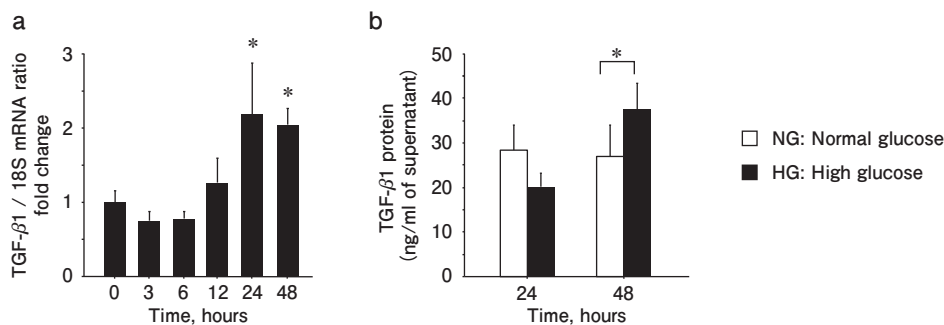 a
TGF-β1 / 18S mRNA ratio
fold change
3
2
1
0
*
*
0 3 6 12 24 48
Time, hours
b
TGF-β1 protein
(ng/ml of supernatant)
50
40
30
20
10
0
*
24 48
Time, hours
NG: Normal glucose
HG: High glucose